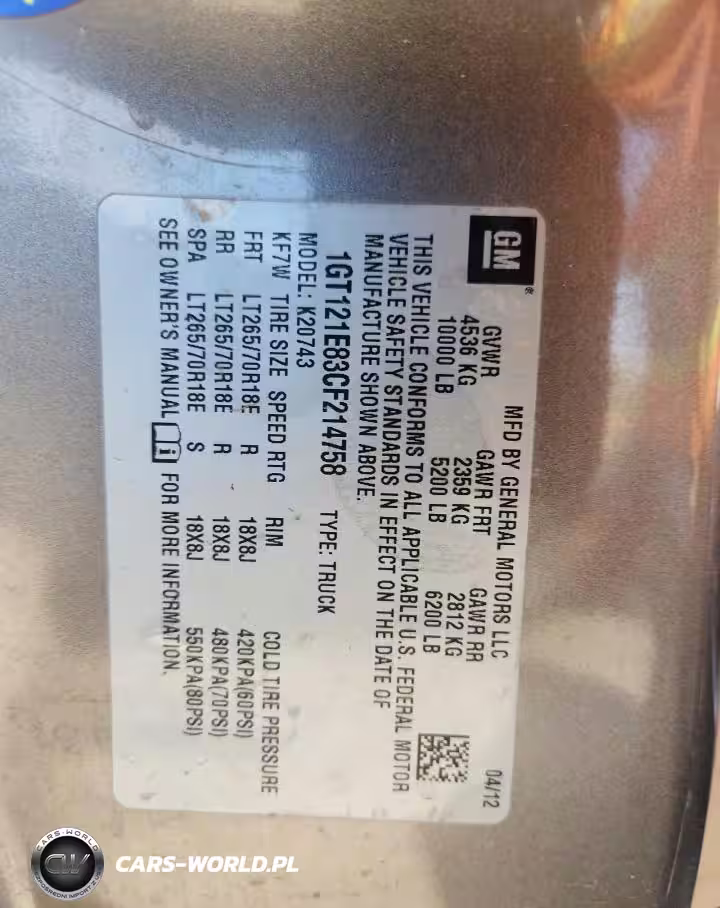 GM®
MFD BY GENERAL MOTORS LLC 04/12
GVWR GAWR FRT GAWR RR
4536 KG 2359 KG 2812 KG
10000 LB 5200 LB 6200 LB
THIS VEHICLE CONFORMS TO ALL APPLICABLE U.S. FEDERAL MOTOR
VEHICLE SAFETY STANDARDS IN EFFECT ON THE DATE OF
MANUFACTURE SHOWN ABOVE.
1GT121E83CF214758 TYPE: TRUCK
MODEL: K20743
KF7W TIRE SIZE SPEED RTG RIM COLD TIRE PRESSURE
FRT LT265/70R18E R 18X8J 420KPA(60PSI)
RR LT265/70R18E R 18X8J 480KPA(70PSI)
SPA LT265/70R18E S 18X8J 550KPA(80PSI)
SEE OWNER'S MANUAL FOR MORE INFORMATION.
CARS-WORLD
CW
CARS-WORLD.PL